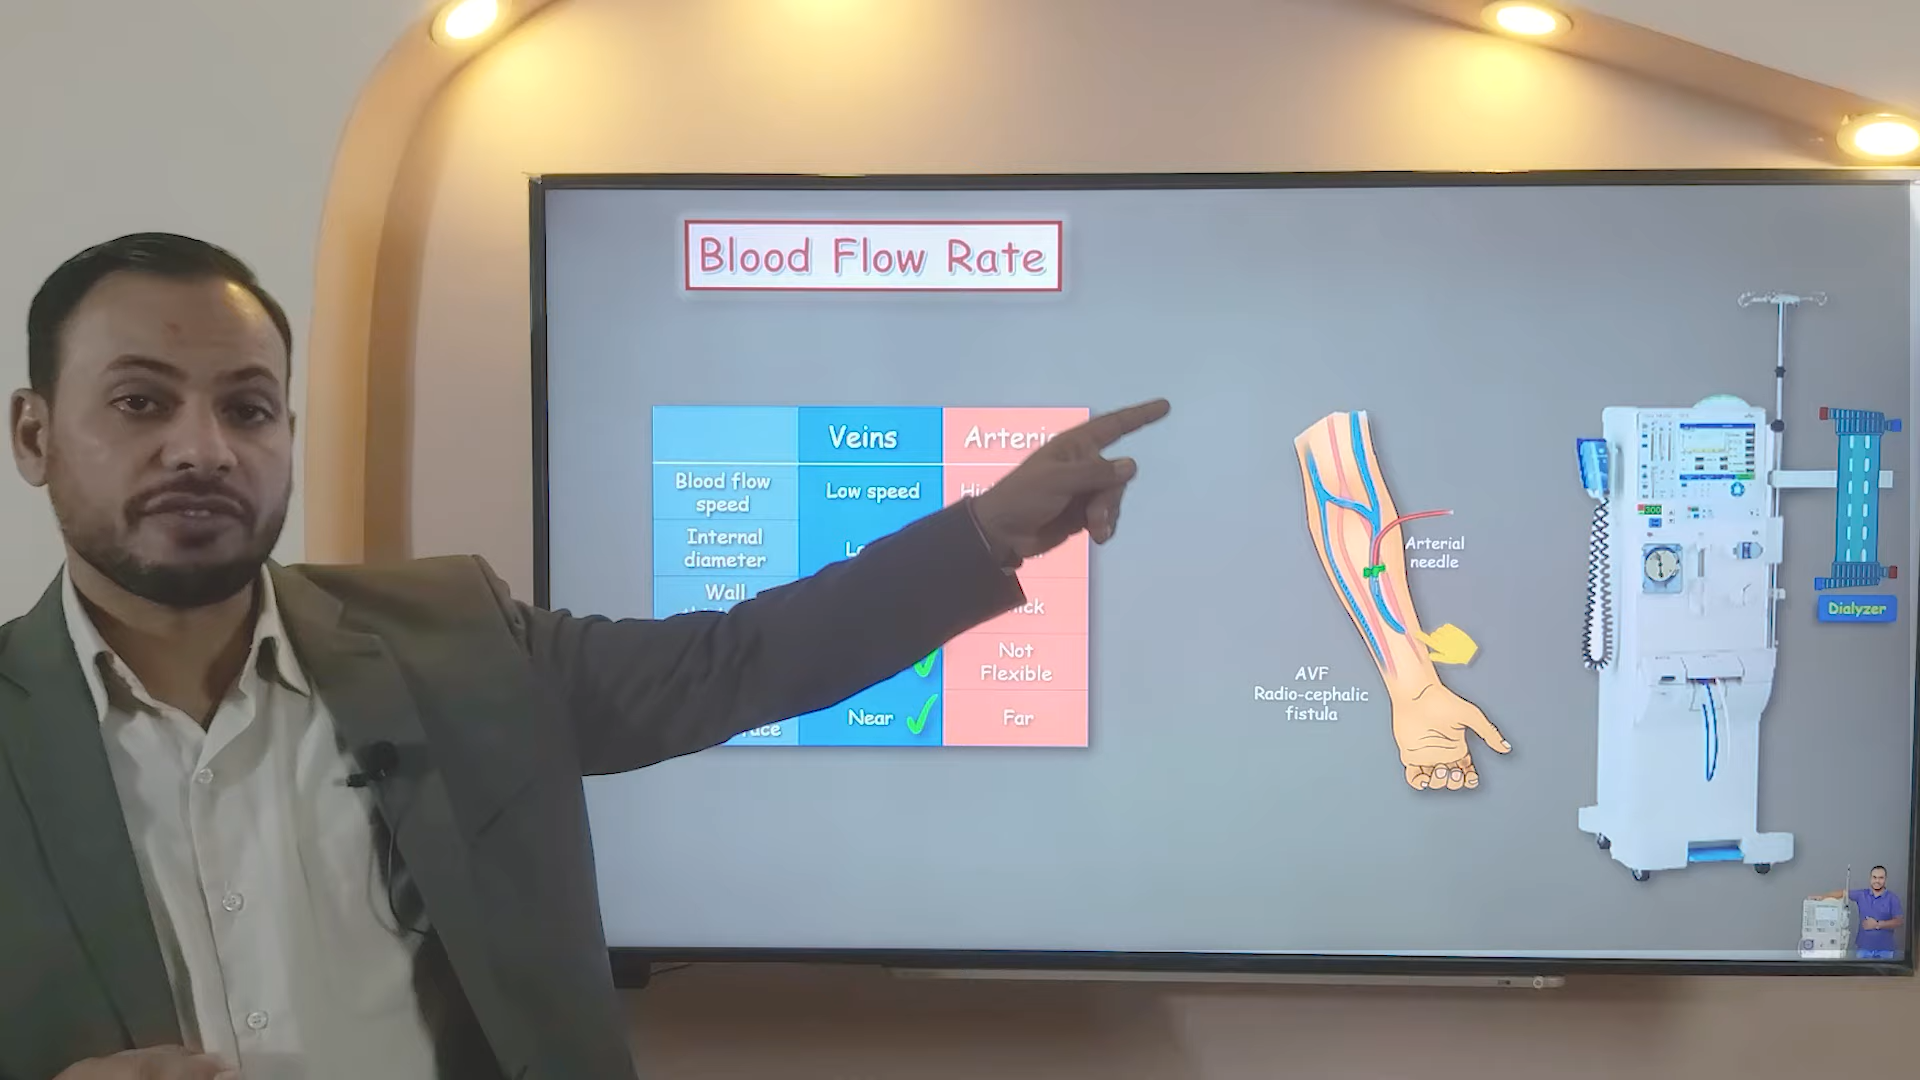 Blood Flow Rate
Veins
Blood flow
speed
Low speed
Internal
diameter
Wall
Not
Flexible
Near
Far
Arterial
needle
AVF
Radio-cephalic
fistula
300
Dialyzer